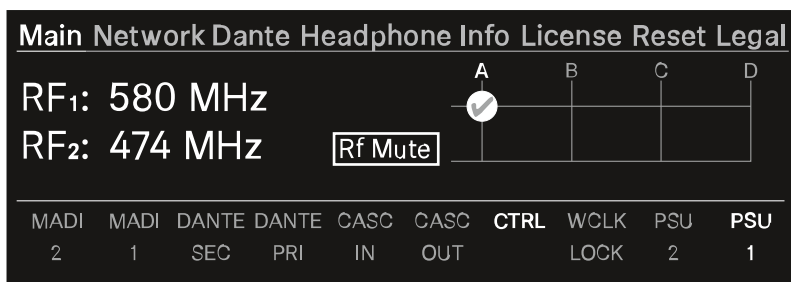 Main Network Dante Headphone Info License Reset Legal
A B C D
RF1: 580 MHz
RF2: 474 MHz Rf Mute
MADI MADI DANTE DANTE CASC CASC CTRL WCLK PSU PSU
2 1 SEC PRI IN OUT LOCK 2 1